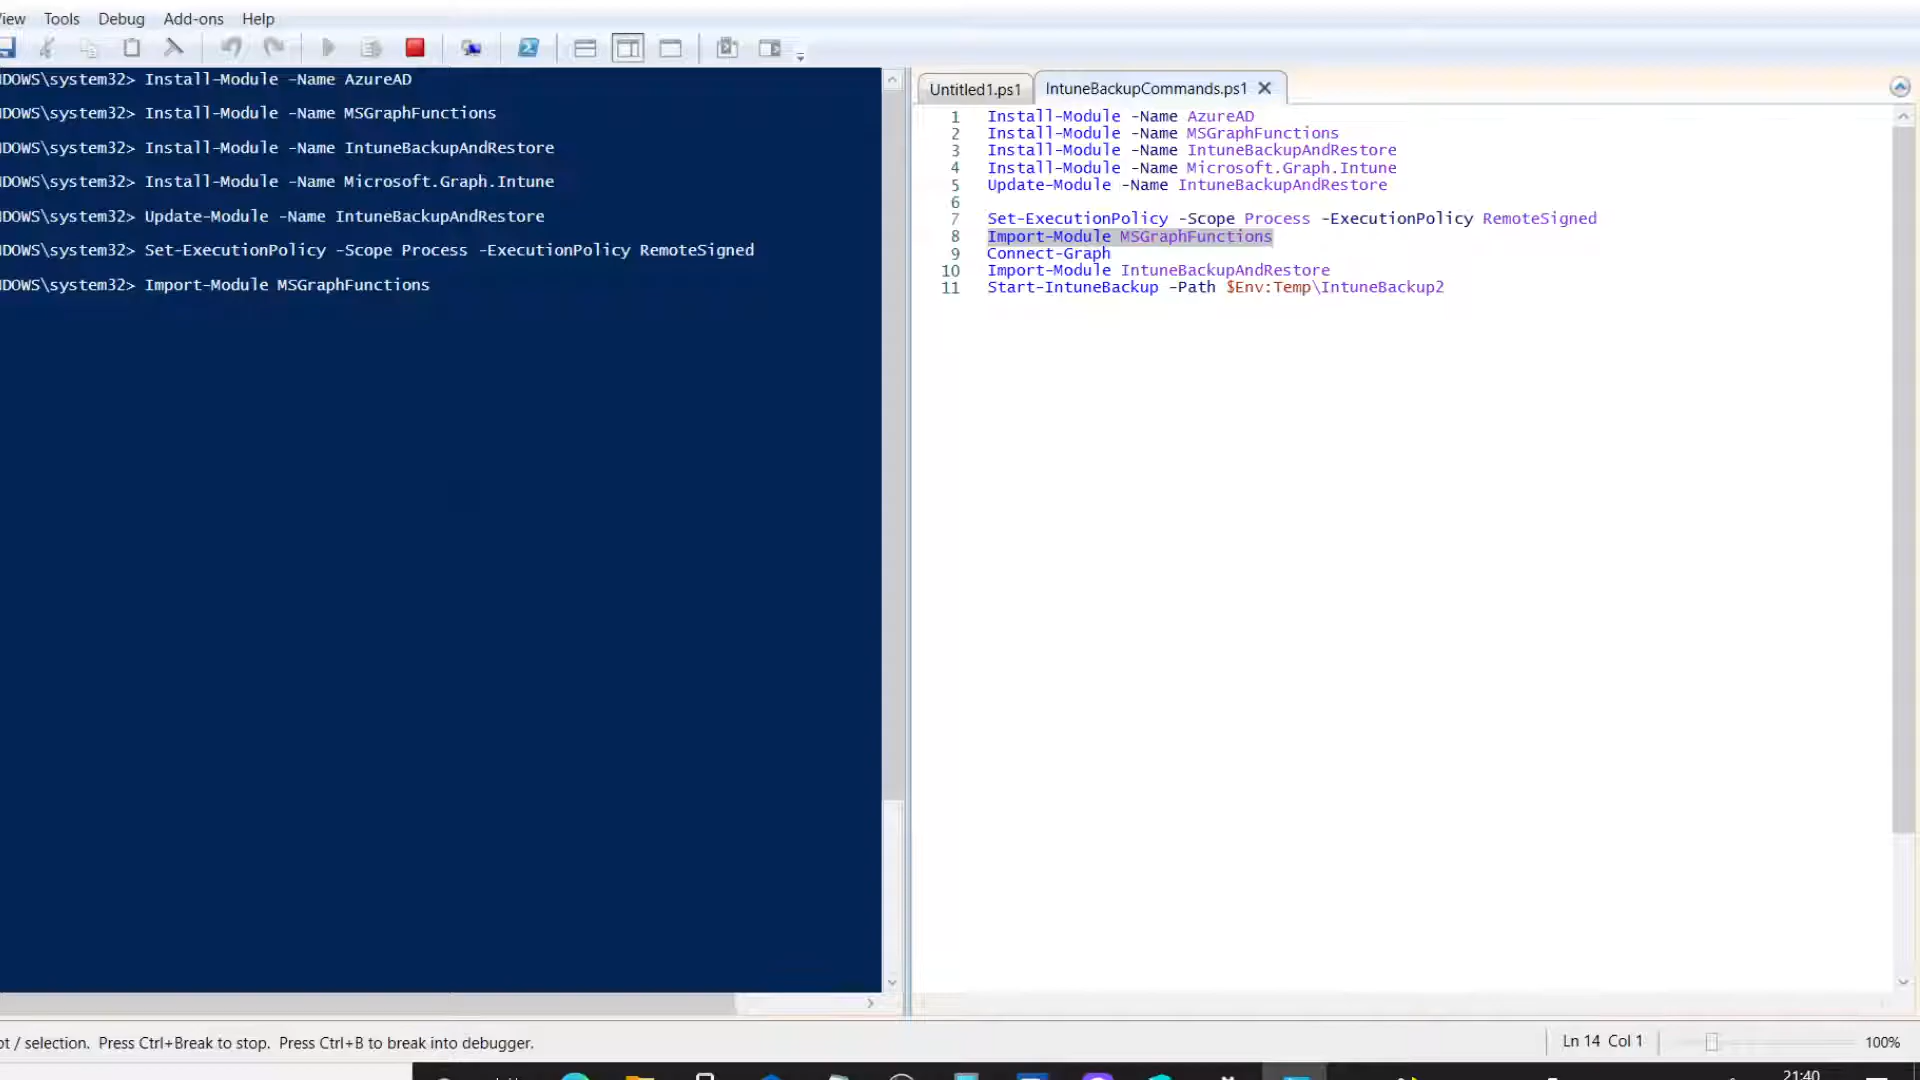 View Tools Debug Add-ons Help
DOWS\system32> Install-Module -Name AzureAD
DOWS\system32> Install-Module -Name MSGraphFunctions
DOWS\system32> Install-Module -Name IntuneBackupAndRestore
DOWS\system32> Install-Module -Name Microsoft.Graph.Intune
DOWS\system32> Update-Module -Name IntuneBackupAndRestore
DOWS\system32> Set-ExecutionPolicy -Scope Process -ExecutionPolicy RemoteSigned
DOWS\system32> Import-Module MSGraphFunctions
Untitled1.ps1 IntuneBackupCommands.ps1
1 Install-Module -Name AzureAD
2 Install-Module -Name MSGraphFunctions
3 Install-Module -Name IntuneBackupAndRestore
4 Install-Module -Name Microsoft.Graph.Intune
5 Update-Module -Name IntuneBackupAndRestore
6
7 Set-ExecutionPolicy -Scope Process -ExecutionPolicy RemoteSigned
8 Import-Module MSGraphFunctions
9 Connect-Graph
10 Import-Module IntuneBackupAndRestore
11 Start-IntuneBackup -Path $Env:Temp\IntuneBackup2
/ selection. Press Ctrl+Break to stop. Press Ctrl+B to break into debugger.
Ln 14 Col 1
100%
21:40